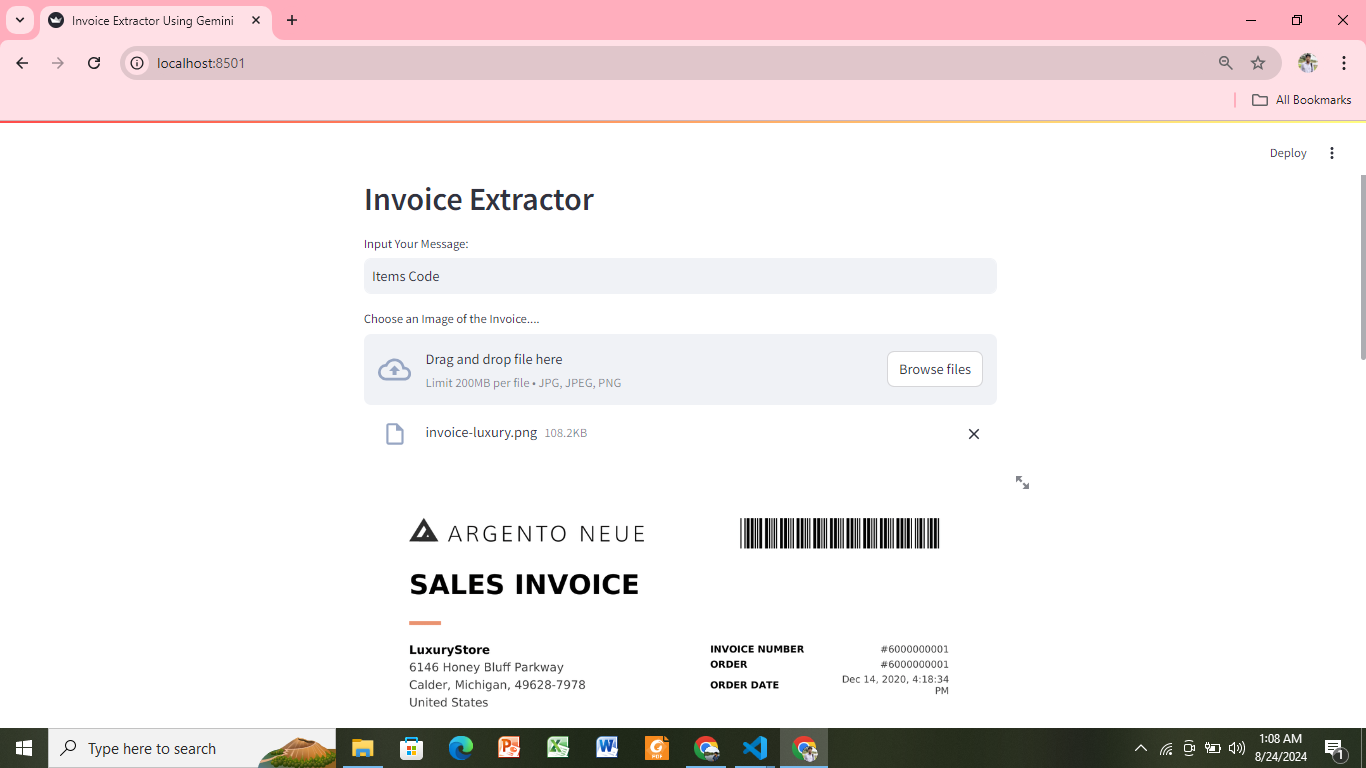 Invoice Extractor Using Gemini
localhost:8501
All Bookmarks
Deploy
Invoice Extractor
Input Your Message:
Items Code
Choose an Image of the Invoice....
Drag and drop file here
Limit 200MB per file • JPG, JPEG, PNG
Browse files
invoice-luxury.png 108.2KB
ARGENTO NEUE
SALES INVOICE
LuxuryStore
6146 Honey Bluff Parkway
Calder, Michigan, 49628-7978
United States
INVOICE NUMBER #6000000001
ORDER #6000000001
ORDER DATE Dec 14, 2020, 4:18:34
PM
Type here to search
1:08 AM
8/24/2024
1